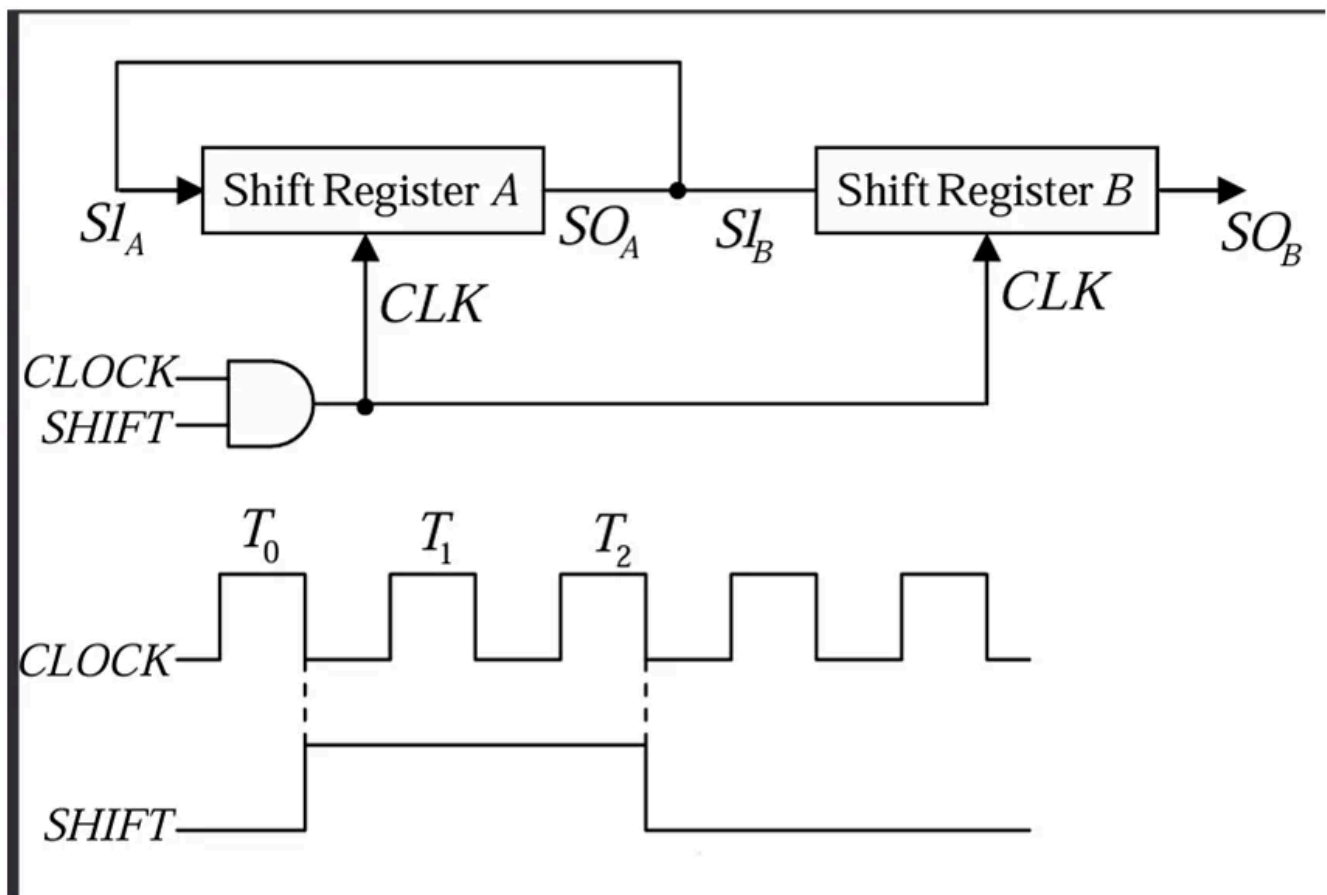 Shift Register A
Shift Register B
SI_A
SO_A
SI_B
SO_B
CLK
CLK
CLOCK
SHIFT
T_0
T_1
T_2
CLOCK
SHIFT